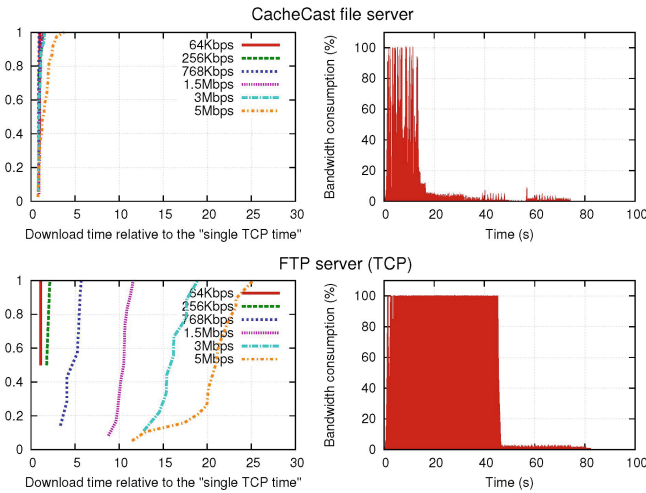 CacheCast file server
1
0.8
0.6
0.4
0.2
0
64Kbps
256Kbps
768Kbps
1.5Mbps
3Mbps
5Mbps
0 5 10 15 20 25 30
Download time relative to the "single TCP time"
Bandwidth consumption (%)
100
80
60
40
20
0
0 20 40 60 80 100
Time (s)
FTP server (TCP)
1
0.8
0.6
0.4
0.2
0
64Kbps
256Kbps
768Kbps
1.5Mbps
3Mbps
5Mbps
0 5 10 15 20 25 30
Download time relative to the "single TCP time"
Bandwidth consumption (%)
100
80
60
40
20
0
0 20 40 60 80 100
Time (s)